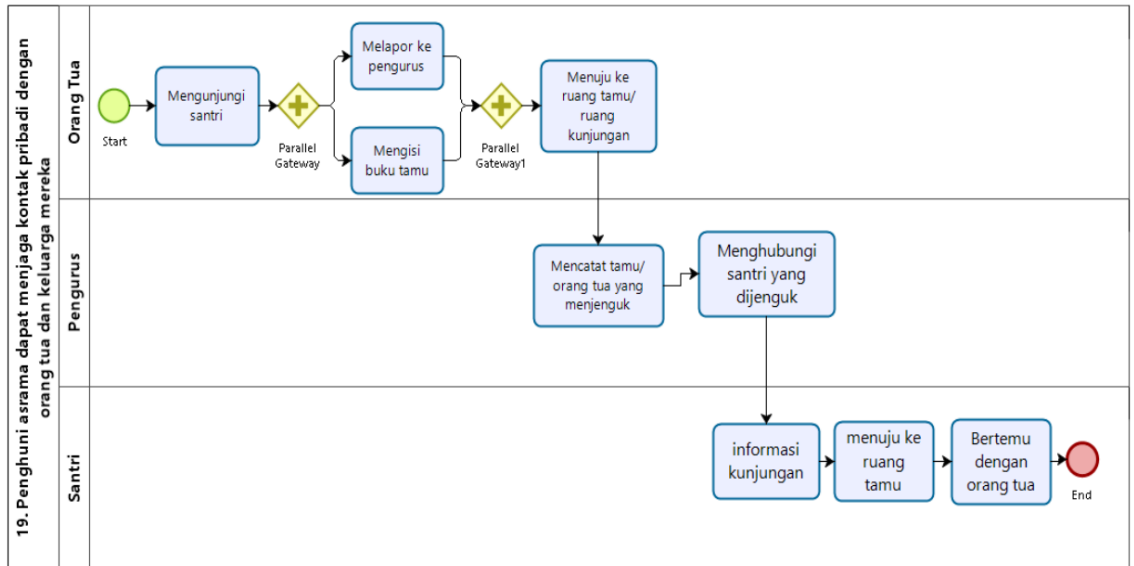 19. Penghuni asrama dapat menjaga kontak pribadi dengan
orang tua dan keluarga mereka
Orang Tua
Start
Mengunjungi
santri
Parallel
Gateway
Melapor ke
pengurus
Mengisi
buku tamu
Parallel
Gateway1
Menuju ke
ruang tamu/
ruang
kunjungan
Pengurus
Mencatat tamu/
orang tua yang
menjenguk
Menghubungi
santri yang
dijenguk
Santri
informasi
kunjungan
menuju ke
ruang
tamu
Bertemu
dengan
orang tua
End